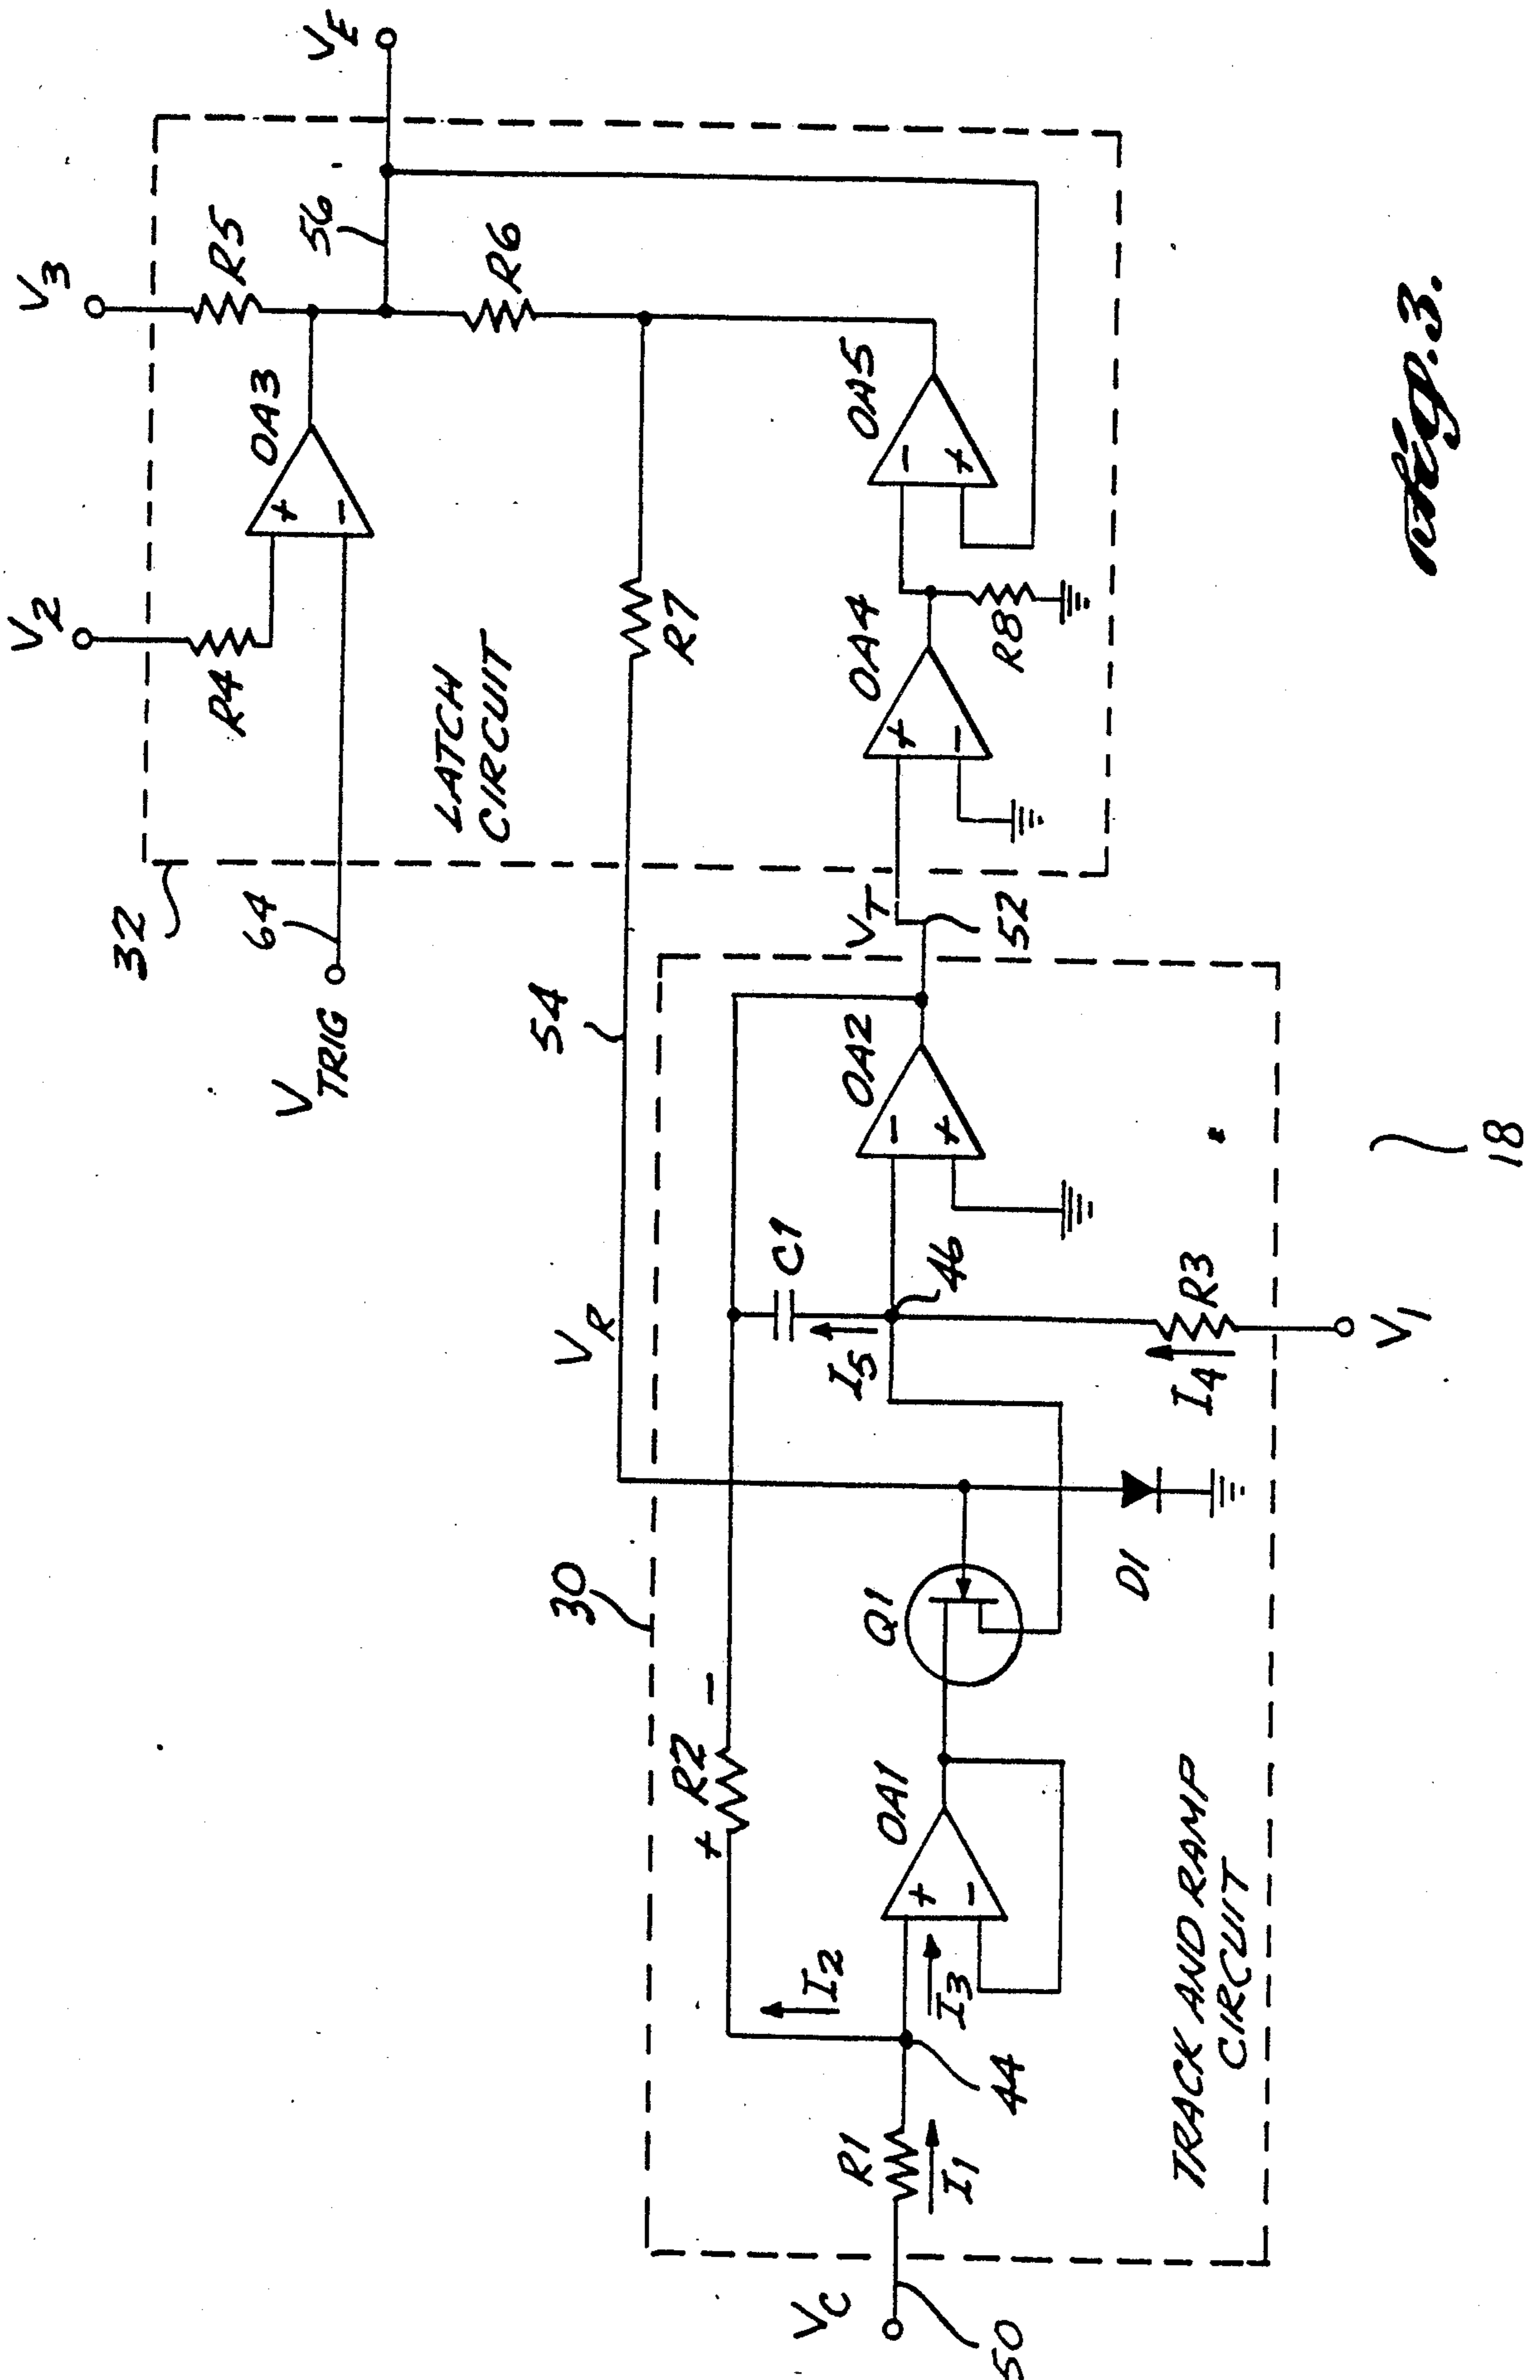 V2
V3
R4
R5
32
64
VTRIG
+
-
OA3
56
VE
LATCH
CIRCUIT
R6
54
R7
VR
30
+ R2 -
C1
VT
52
OA4
+
-
R8
OA5
-
+
I2
I5
46
OA2
-
+
VC
50
R1
I1
44
I3
OA1
+
-
Q1
D1
I4
R3
V1
TRACK AND RAMP
CIRCUIT
18
Fig.3.